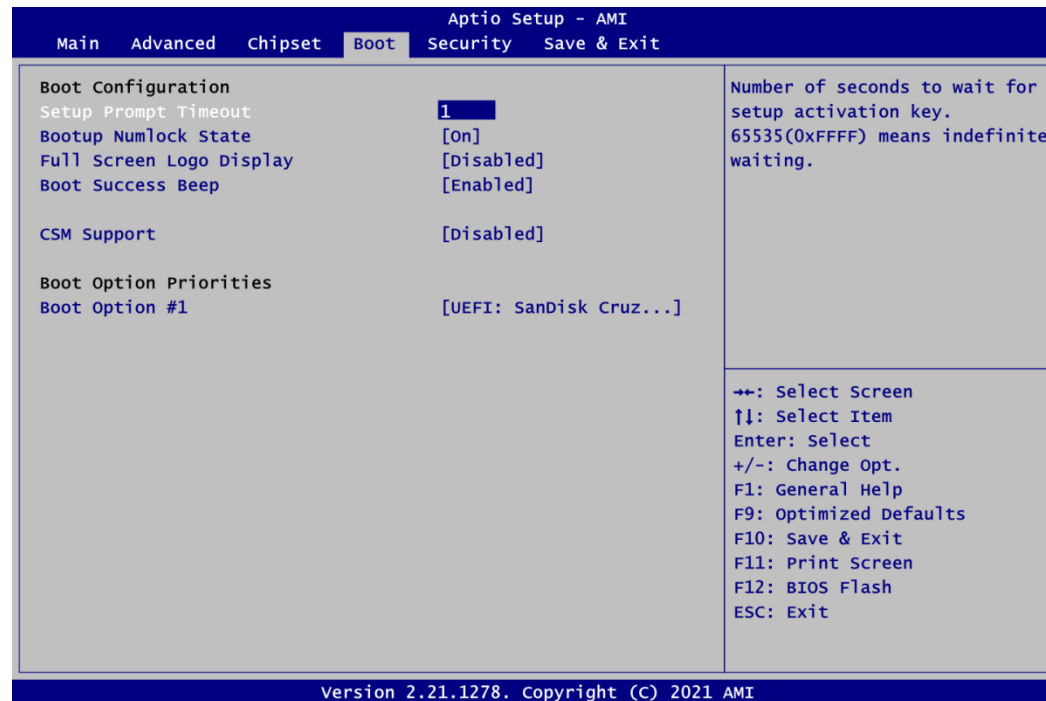 Aptio Setup - AMI
Main Advanced Chipset Boot Security Save & Exit
Boot Configuration
Setup Prompt Timeout 1
Bootup Numlock State [On]
Full Screen Logo Display [Disabled]
Boot Success Beep [Enabled]
CSM Support [Disabled]
Boot Option Priorities
Boot Option #1 [UEFI: SanDisk Cruz...]
Number of seconds to wait for
setup activation key.
65535(0xFFFF) means indefinite
waiting.
→←: Select Screen
↑↓: Select Item
Enter: Select
+/-: Change Opt.
F1: General Help
F9: Optimized Defaults
F10: Save & Exit
F11: Print Screen
F12: BIOS Flash
ESC: Exit
Version 2.21.1278. Copyright (C) 2021 AMI